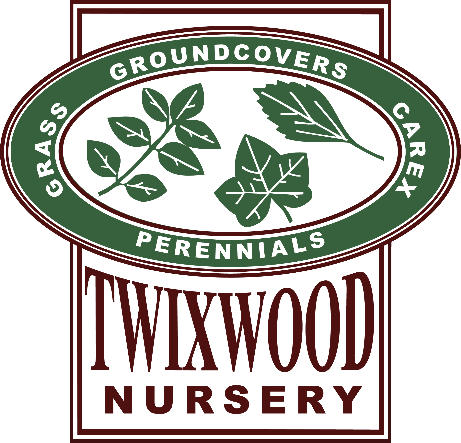 GROUNDCOVERS
GRASS
CAREX
PERENNIALS
TWIXWOOD
NURSERY